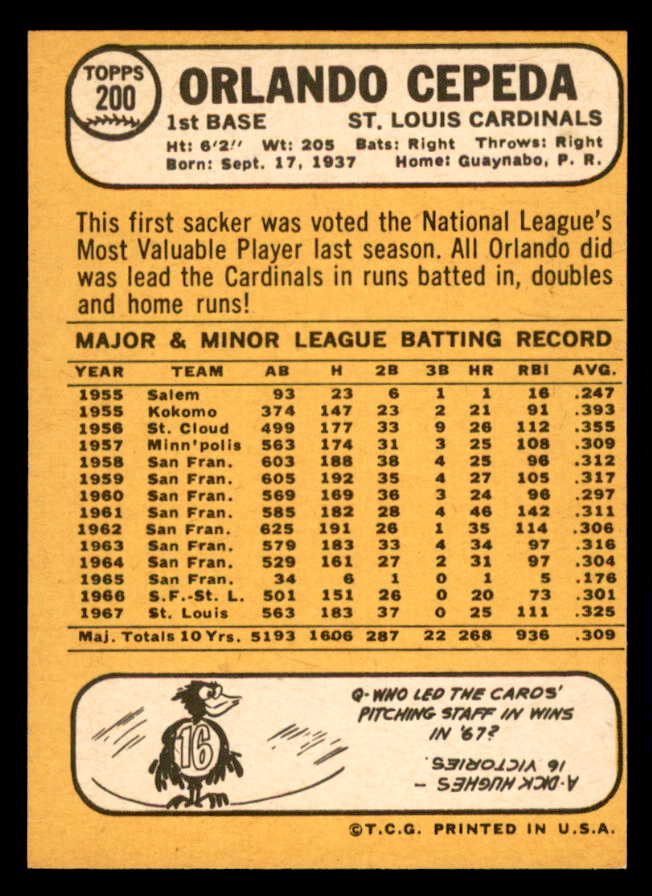 TOPPS
200
ORLANDO CEPEDA
1st BASE ST. LOUIS CARDINALS
Ht: 6'2" Wt: 205 Bats: Right Throws: Right
Born: Sept. 17, 1937 Home: Guaynabo, P. R.
This first sacker was voted the National League's
Most Valuable Player last season. All Orlando did
was lead the Cardinals in runs batted in, doubles
and home runs!
MAJOR & MINOR LEAGUE BATTING RECORD
YEAR TEAM AB H 2B 3B HR RBI AVG.
1955 Salem 93 23 6 1 1 16 .247
1955 Kokomo 374 147 23 2 21 91 .393
1956 St. Cloud 499 177 33 9 26 112 .355
1957 Minn'polis 563 174 31 3 25 108 .309
1958 San Fran. 603 188 38 4 25 96 .312
1959 San Fran. 605 192 35 4 27 105 .317
1960 San Fran. 569 169 36 3 24 96 .297
1961 San Fran. 585 182 28 4 46 142 .311
1962 San Fran. 625 191 26 1 35 114 .306
1963 San Fran. 579 183 33 4 34 97 .316
1964 San Fran. 529 161 27 2 31 97 .304
1965 San Fran. 34 6 1 0 1 5 .176
1966 S.F.-St. L. 501 151 26 0 20 73 .301
1967 St. Louis 563 183 37 0 25 111 .325
Maj. Totals 10 Yrs. 5193 1606 287 22 268 936 .309
16
Q-WHO LED THE CARDS'
PITCHING STAFF IN WINS
IN '67?
A-DICK HUGHES –
16 VICTORIES.
©T.C.G. PRINTED IN U.S.A.